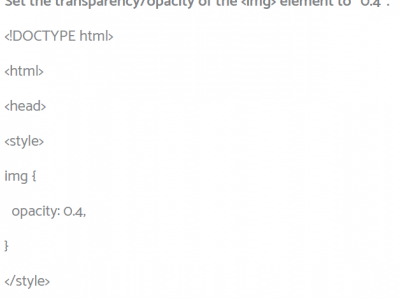 Set the transparency/opacity of the <img> element to "0.4".
<!DOCTYPE html>
<html>
<head>
<style>
img {
opacity: 0.4,
}
</style>